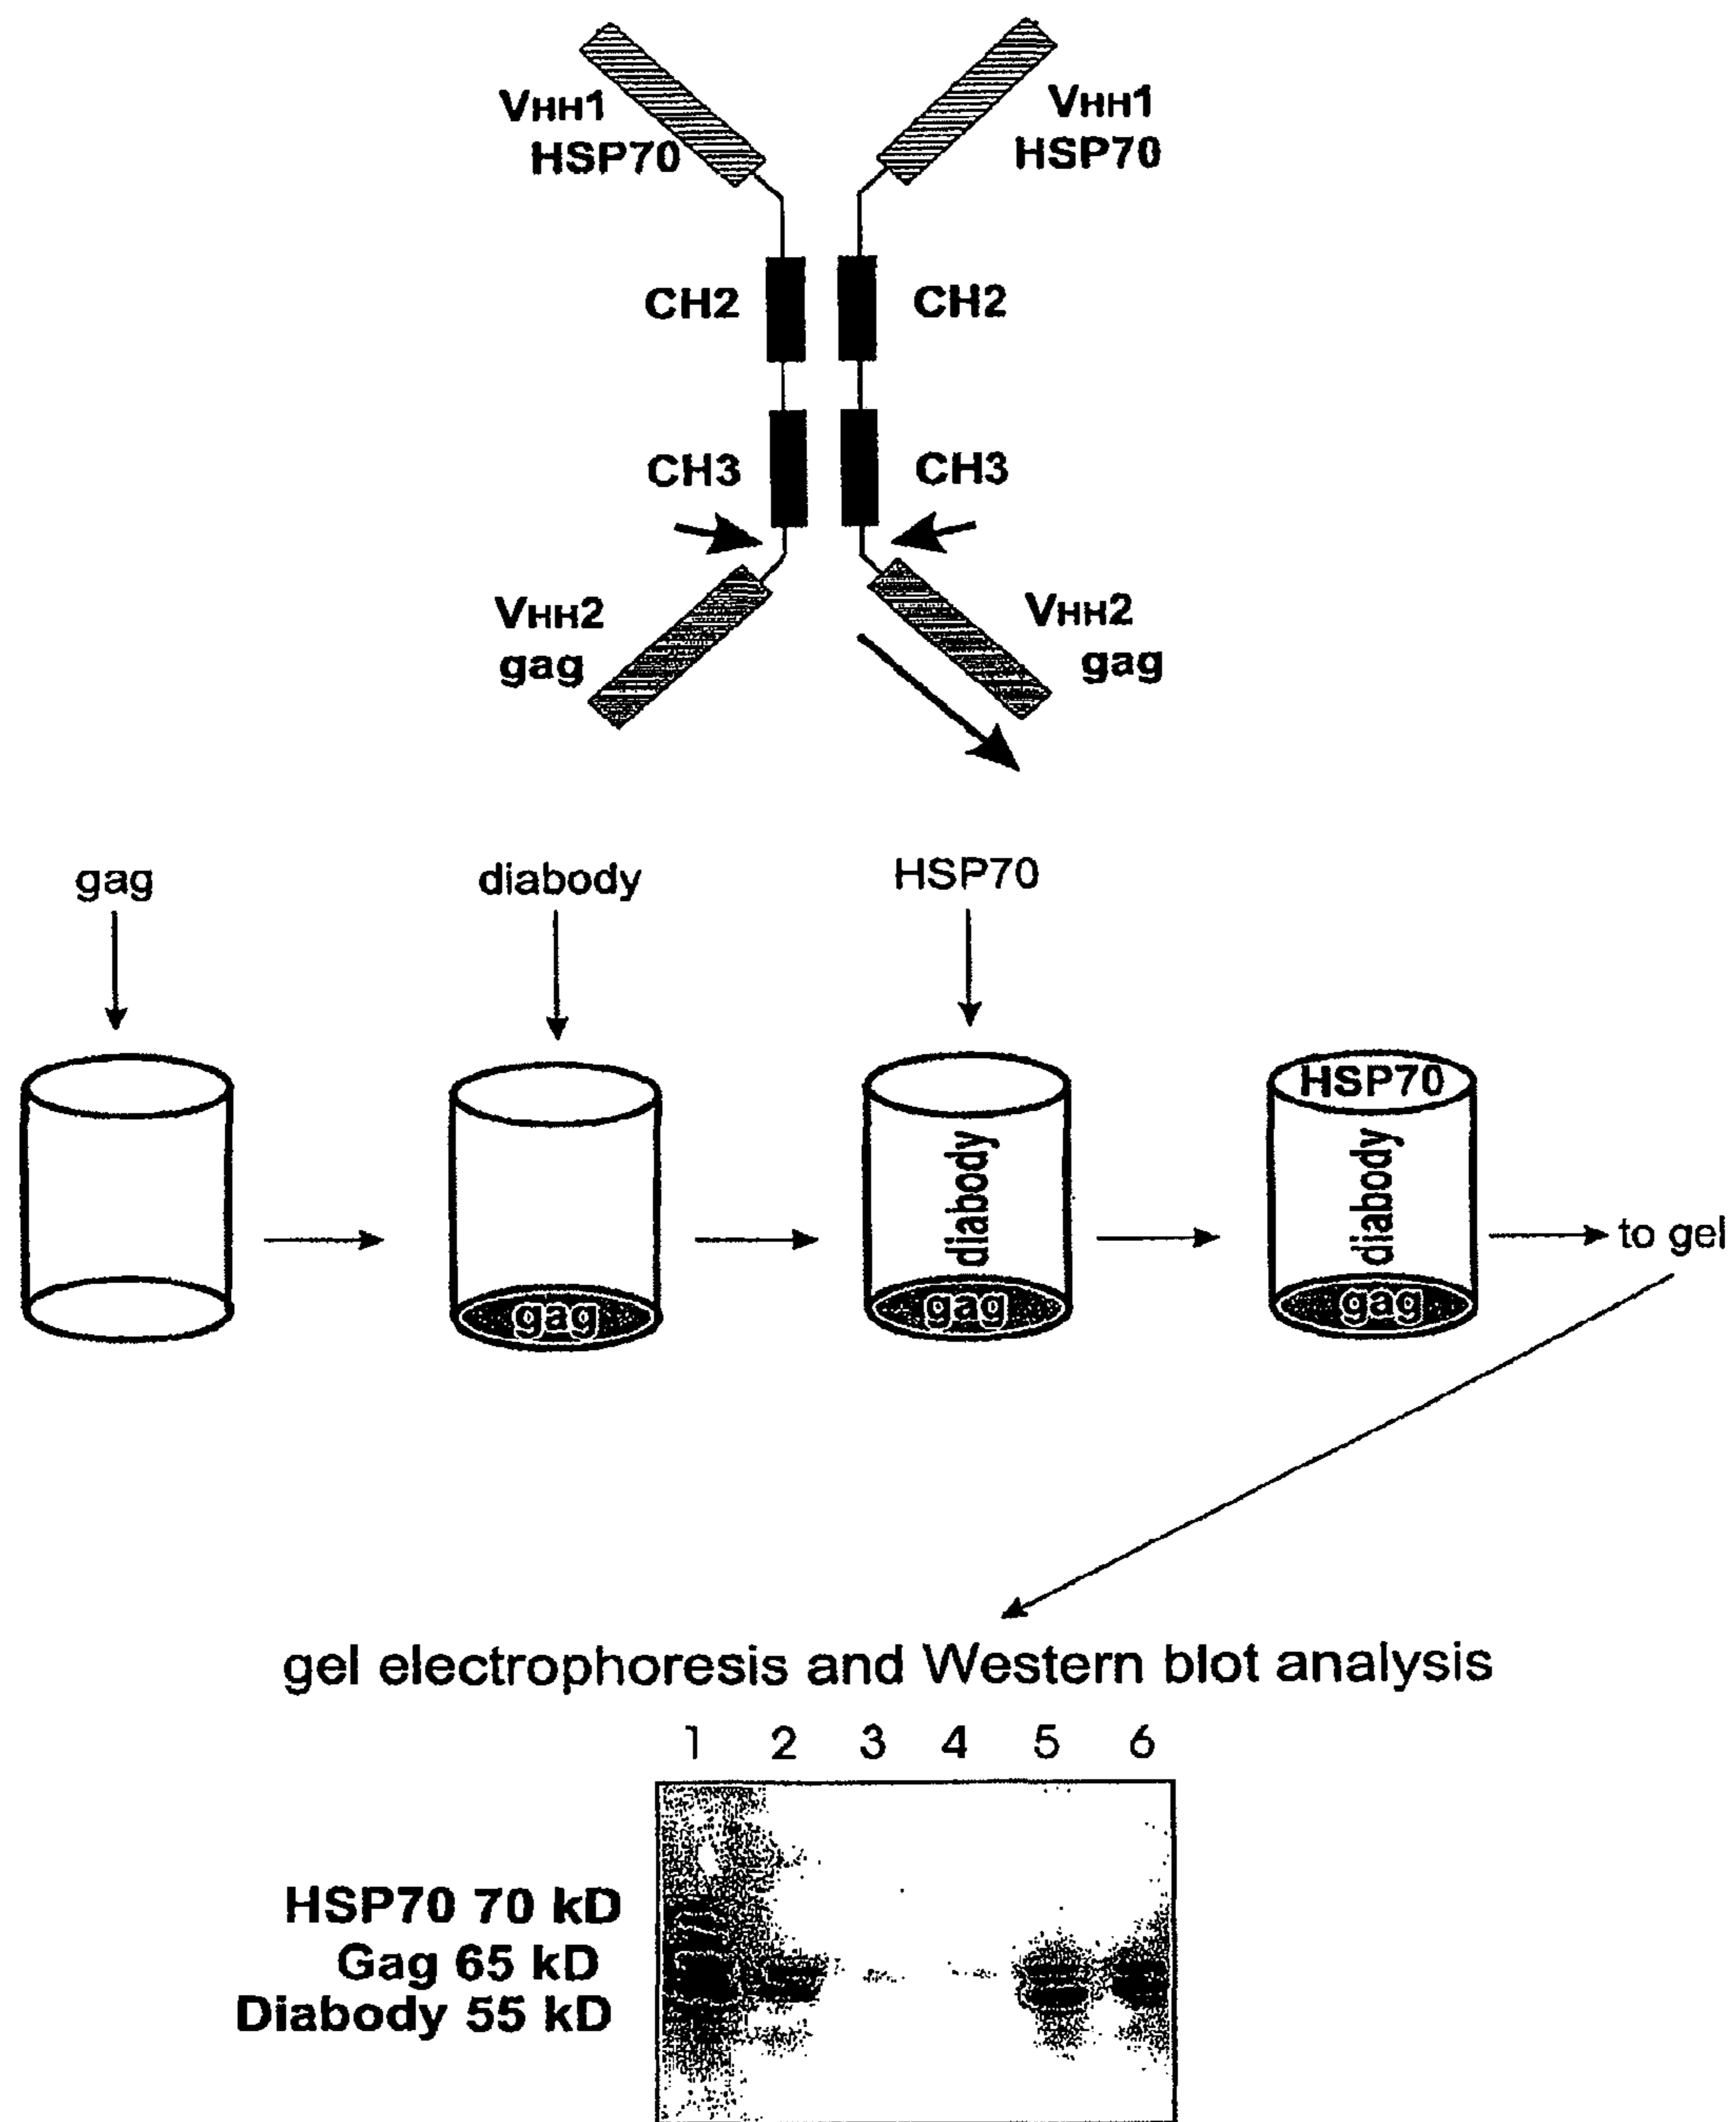 VHH1 VHH1
HSP70 HSP70
CH2 CH2
CH3 CH3
VHH2 VHH2
gag gag
gag diabody HSP70
HSP70
diabody diabody
to gel
gag gag gag
gel electrophoresis and Western blot analysis
1 2 3 4 5 6
HSP70 70 kD
Gag 65 kD
Diabody 55 kD